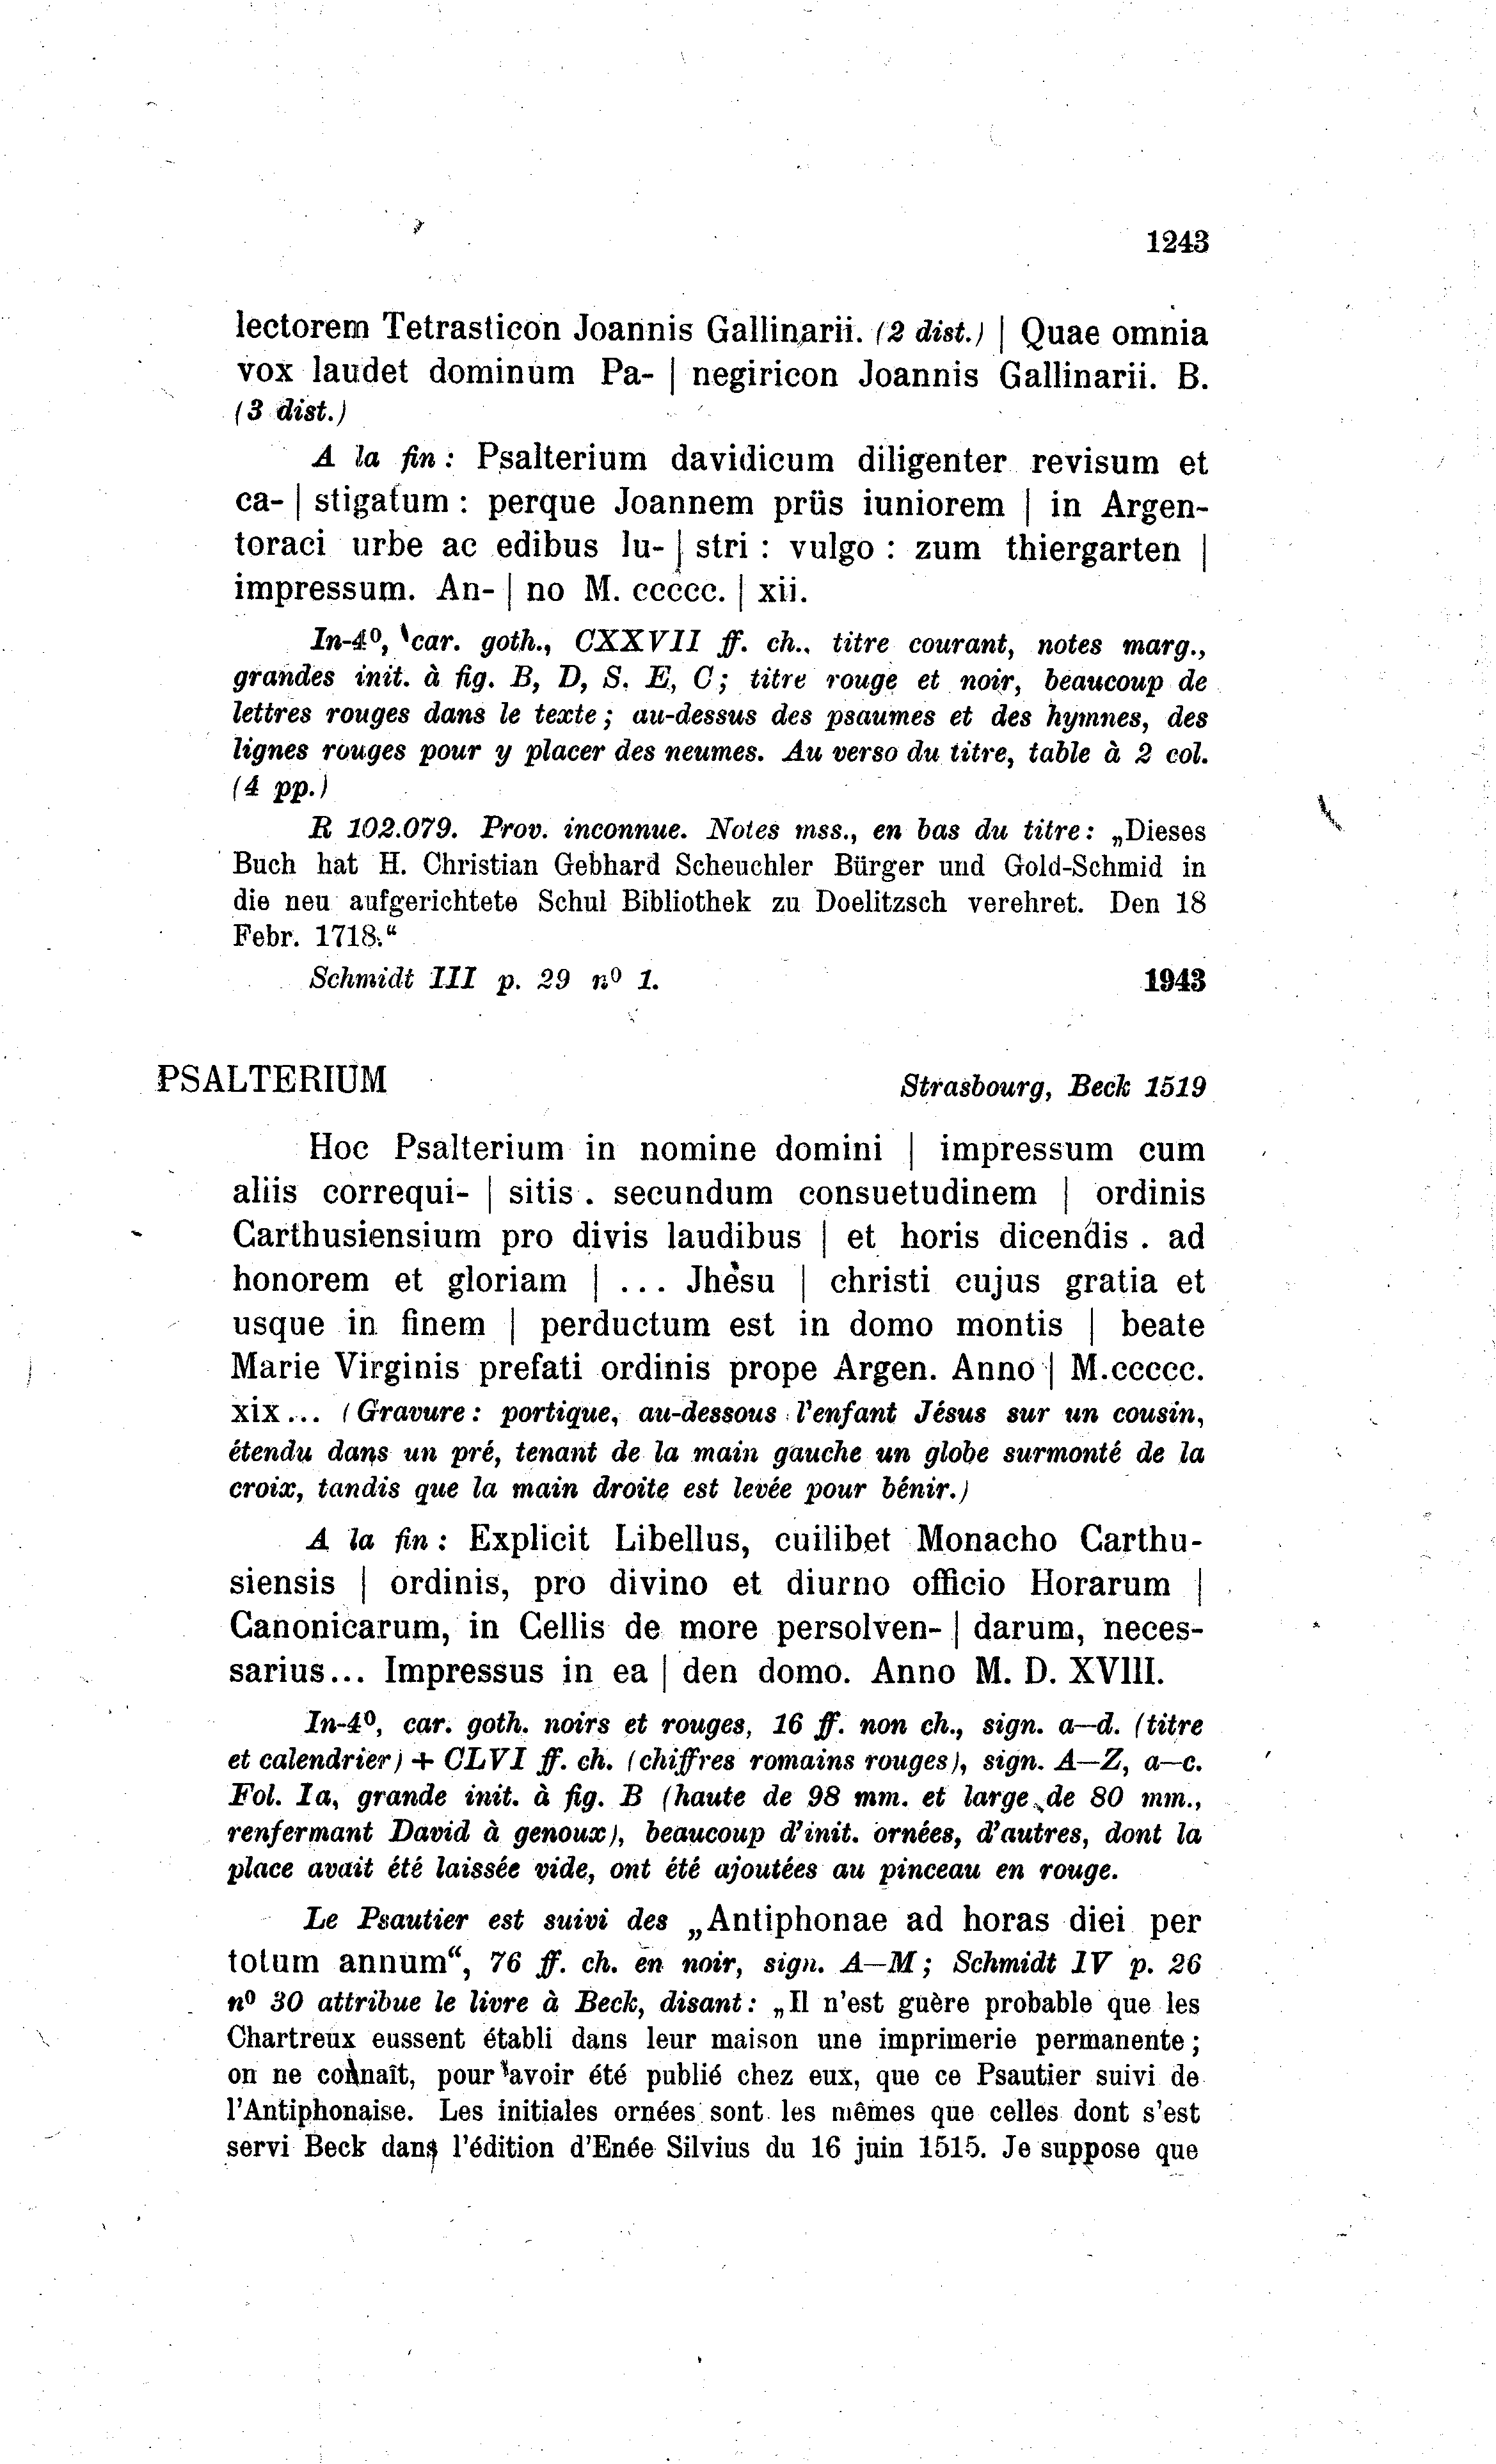 1243
lectorem Tetrasticon Joannis Gallinarii. (2 dist.) | Quae omnia
vox laudet dominum Pa- | negiricon Joannis Gallinarii. B.
(3 dist.)
A la fin : Psalterium davidicum diligenter revisum et
ca- | stigatum : perque Joannem prüs iuniorem | in Argen-
toraci urbe ac edibus lu- | stri : vulgo : zum thiergarten |
impressum. An- | no M. ccccc. | xii.
In-4º, car. goth., CXXVII ff. ch., titre courant, notes marg.,
grandes init. à fig. B, D, S. E, C; titre rouge et noir, beaucoup de
lettres rouges dans le texte ; au-dessus des psaumes et des hymnes, des
lignes rouges pour y placer des neumes. Au verso du titre, table à 2 col.
(4 pp.)
R 102.079. Prov. inconnue. Notes mss., en bas du titre : „Dieses
Buch hat H. Christian Gebhard Scheuchler Bürger und Gold-Schmid in
die neu aufgerichtete Schul Bibliothek zu Doelitzsch verehret. Den 18
Febr. 1718.“
Schmidt III p. 29 nº 1. 1943
PSALTERIUM Strasbourg, Beck 1519
Hoc Psalterium in nomine domini | impressum cum
aliis correqui- | sitis . secundum consuetudinem | ordinis
Carthusiensium pro divis laudibus | et horis dicendis . ad
honorem et gloriam | ... Jhesu | christi cujus gratia et
usque in finem | perductum est in domo montis | beate
Marie Virginis prefati ordinis prope Argen. Anno | M.ccccc.
xix... (Gravure : portique, au-dessous l'enfant Jésus sur un cousin,
étendu dans un pré, tenant de la main gauche un globe surmonté de la
croix, tandis que la main droite est levée pour bénir.)
A la fin : Explicit Libellus, cuilibet Monacho Carthu-
siensis | ordinis, pro divino et diurno officio Horarum |
Canonicarum, in Cellis de more persolven- | darum, neces-
sarius... Impressus in ea | den domo. Anno M. D. XVIII.
In-4º, car. goth. noirs et rouges, 16 ff. non ch., sign. a—d. (titre
et calendrier) + CLVI ff. ch. (chiffres romains rouges), sign. A—Z, a—c.
Fol. Ia, grande init. à fig. B (haute de 98 mm. et large de 80 mm.,
renfermant David à genoux), beaucoup d'init. ornées, d'autres, dont la
place avait été laissée vide, ont été ajoutées au pinceau en rouge.
Le Psautier est suivi des „Antiphonae ad horas diei per
totum annum“, 76 ff. ch. en noir, sign. A—M ; Schmidt IV p. 26
nº 30 attribue le livre à Beck, disant : „Il n'est guère probable que les
Chartreux eussent établi dans leur maison une imprimerie permanente ;
on ne connaît, pour avoir été publié chez eux, que ce Psautier suivi de
l'Antiphonaise. Les initiales ornées sont les mêmes que celles dont s'est
servi Beck dans l'édition d'Enée Silvius du 16 juin 1515. Je suppose que